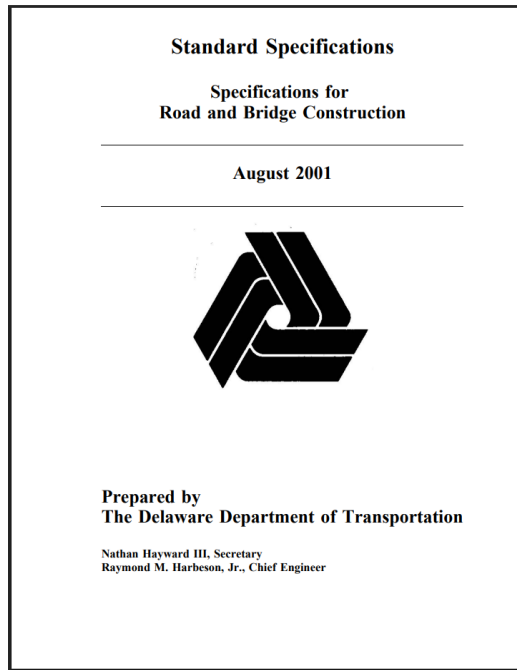 Standard Specifications
Specifications for
Road and Bridge Construction
August 2001
Prepared by
The Delaware Department of Transportation
Nathan Hayward III, Secretary
Raymond M. Harbeson, Jr., Chief Engineer